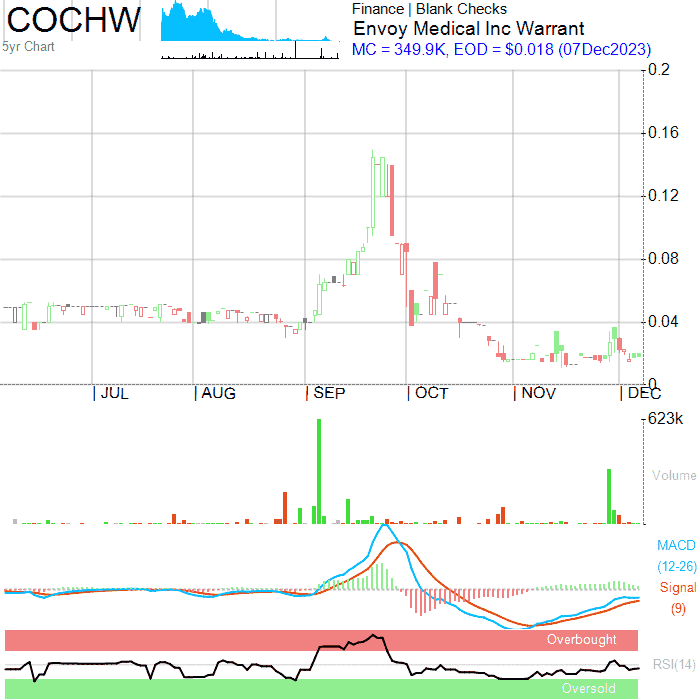 COCHW
5yr Chart
Finance | Blank Checks
Envoy Medical Inc Warrant
MC = 349.9K, EOD = $0.018 (07Dec2023)
0.2
0.16
0.12
0.08
0.04
0
JUL AUG SEP OCT NOV DEC
623k
Volume
MACD
(12-26)
Signal
(9)
Overbought
RSI(14)
Oversold